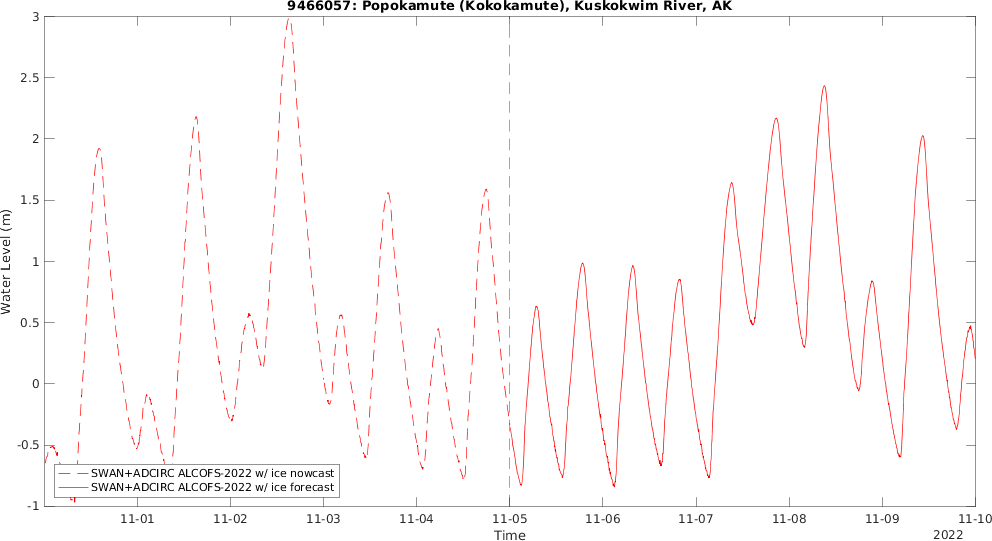 9466057: Popokamute (Kokokamute), Kuskokwim River, AK
3
2.5
2
1.5
1
0.5
0
-0.5
-1
Water Level (m)
SWAN+ADCIRC ALCOFS-2022 w/ ice nowcast
SWAN+ADCIRC ALCOFS-2022 w/ ice forecast
11-01 11-02 11-03 11-04 11-05 11-06 11-07 11-08 11-09 11-10
Time
2022